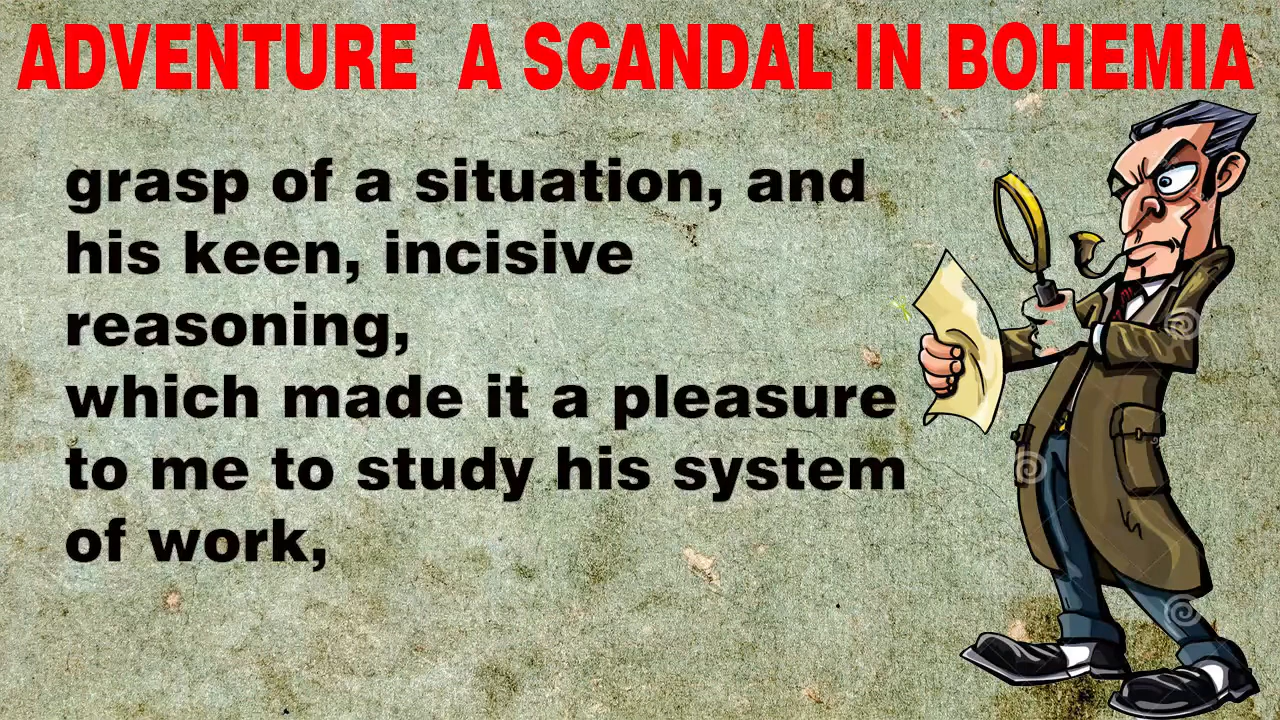 ADVENTURE A SCANDAL IN BOHEMIA
grasp of a situation, and
his keen, incisive
reasoning,
which made it a pleasure
to me to study his system
of work,